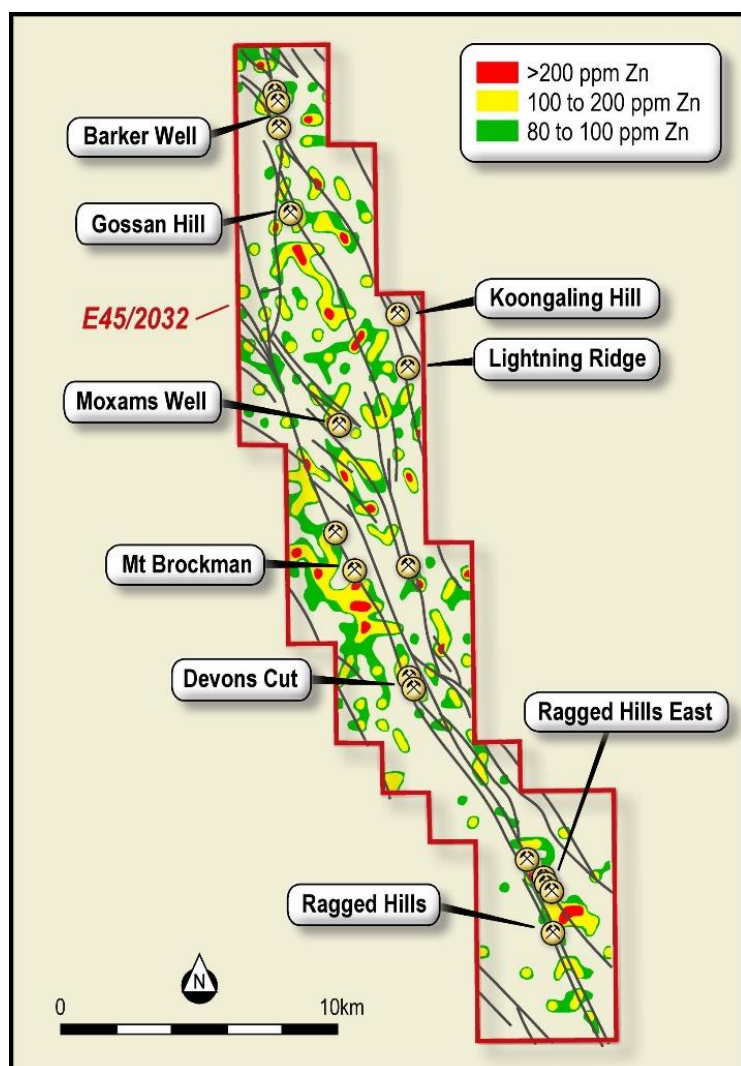 >200 ppm Zn
100 to 200 ppm Zn
80 to 100 ppm Zn
Barker Well
Gossan Hill
E45/2032
Koongaling Hill
Lightning Ridge
Moxams Well
Mt Brockman
Devons Cut
Ragged Hills East
Ragged Hills
N
0
10km